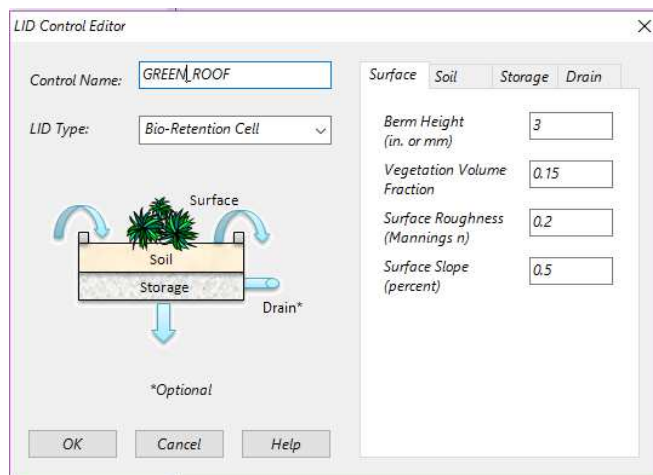 LID Control Editor
Control Name:
GREEN_ROOF
LID Type:
Bio-Retention Cell
Surface
Soil
Storage
Drain*
*Optional
OK
Cancel
Help
Surface
Soil
Storage
Drain
Berm Height
(in. or mm)
3
Vegetation Volume
Fraction
0.15
Surface Roughness
(Mannings n)
0.2
Surface Slope
(percent)
0.5